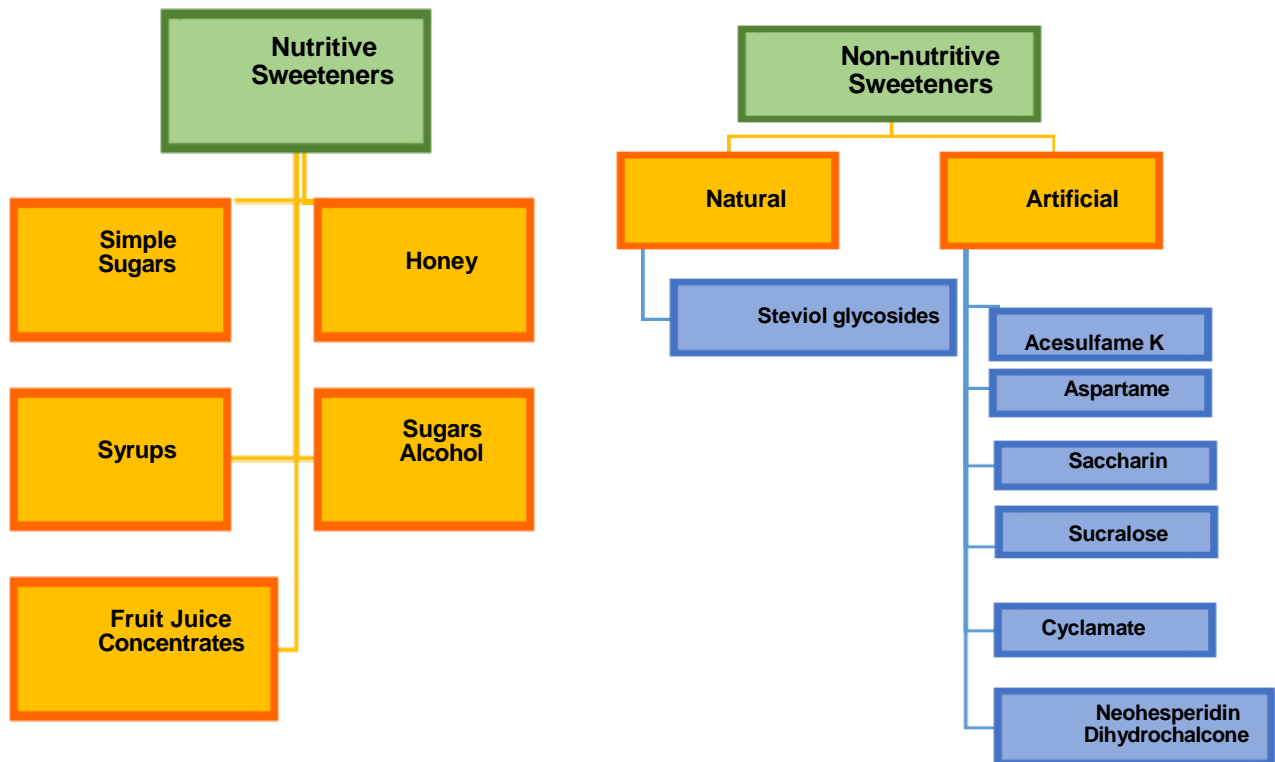 Nutritive
Sweeteners
Simple
Sugars
Honey
Syrups
Sugars
Alcohol
Fruit Juice
Concentrates
Non-nutritive
Sweeteners
Natural
Artificial
Steviol glycosides
Acesulfame K
Aspartame
Saccharin
Sucralose
Cyclamate
Neohesperidin
Dihydrochalcone